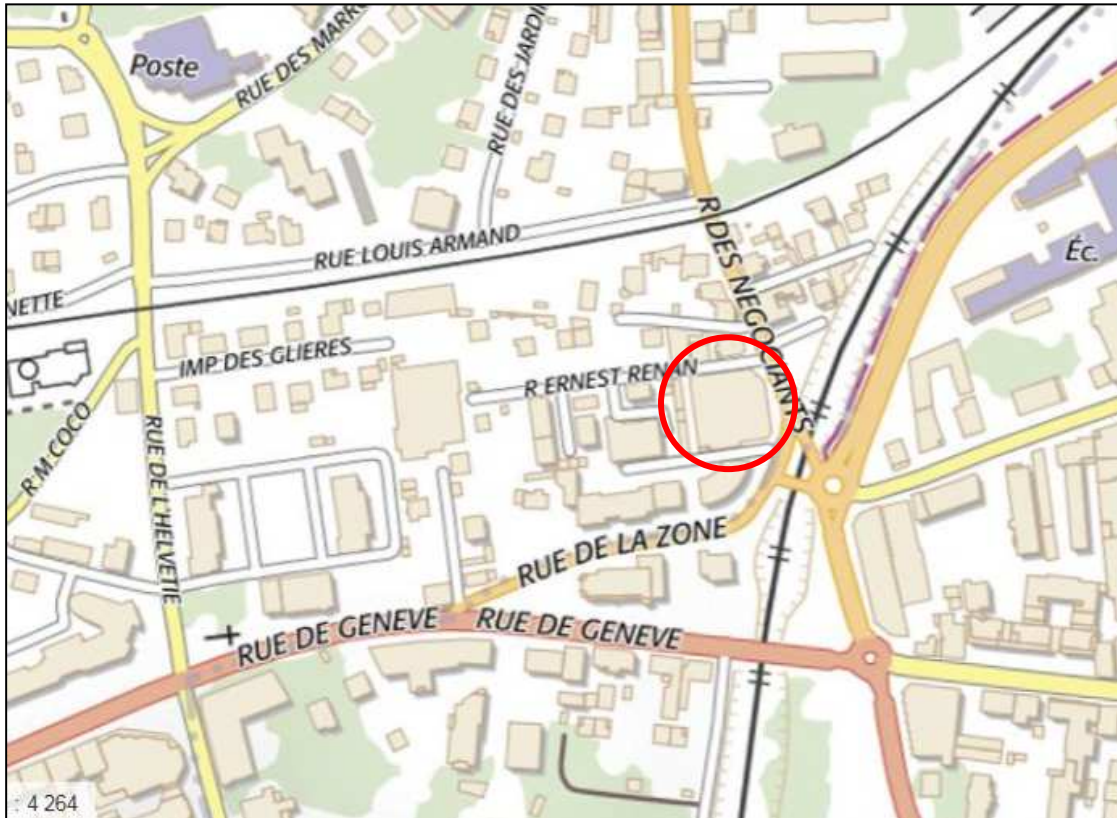 Poste
RUE DES MARR
RUE DES JARDIN
R DES NEGOCIANTS
RUE LOUIS ARMAND
Éc.
NETTE
IMP DES GLIERES
R ERNEST RENAN
R M COCO
RUE DE L'HELVETIE
RUE DE LA ZONE
RUE DE GENEVE
RUE DE GENEVE
: 4 264